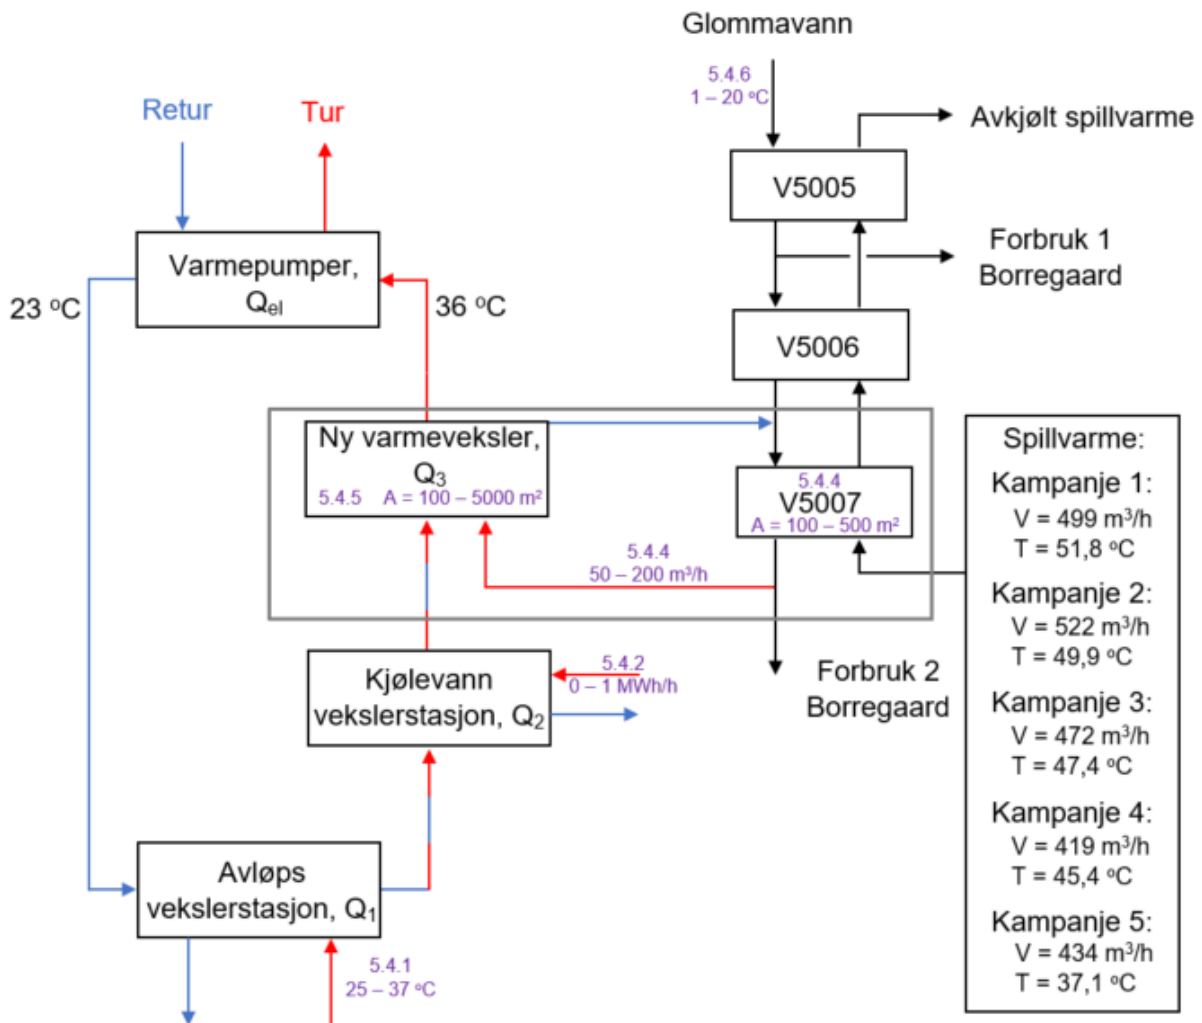 Glommavann
5.4.6
1 – 20 °C
Retur
Tur
Avkjølt spillvarme
V5005
Varmepumper,
Qel
Forbruk 1
Borregaard
23 °C
36 °C
V5006
Ny varmeveksler,
Q3
5.4.5 A = 100 – 5000 m²
5.4.4
V5007
A = 100 – 500 m²
5.4.4
50 – 200 m³/h
Spillvarme:
Kampanje 1:
V = 499 m³/h
T = 51,8 °C
Kampanje 2:
V = 522 m³/h
T = 49,9 °C
Kampanje 3:
V = 472 m³/h
T = 47,4 °C
Kampanje 4:
V = 419 m³/h
T = 45,4 °C
Kampanje 5:
V = 434 m³/h
T = 37,1 °C
Kjølevann
vekslerstasjon, Q2
5.4.2
0 – 1 MWh/h
Forbruk 2
Borregaard
Avløps
vekslerstasjon, Q1
5.4.1
25 – 37 °C